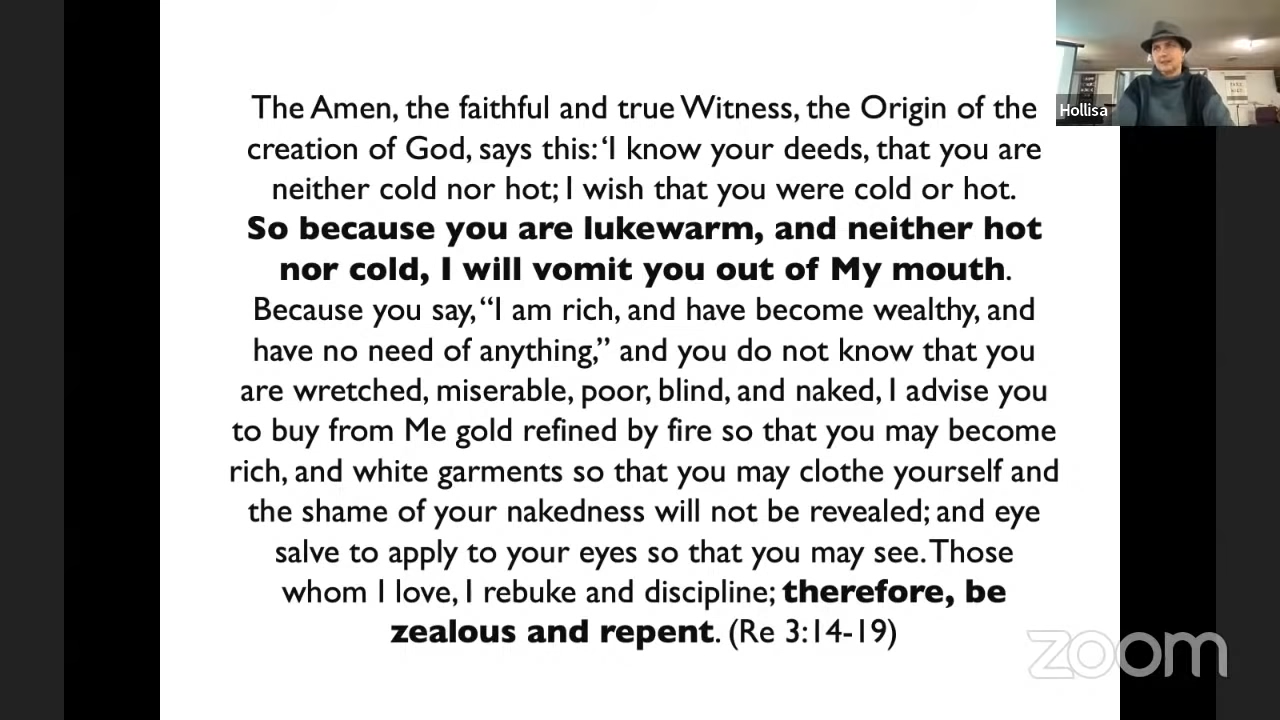 The Amen, the faithful and true Witness, the Origin of the
creation of God, says this: ‘I know your deeds, that you are
neither cold nor hot; I wish that you were cold or hot.
So because you are lukewarm, and neither hot
nor cold, I will vomit you out of My mouth.
Because you say, “I am rich, and have become wealthy, and
have no need of anything,” and you do not know that you
are wretched, miserable, poor, blind, and naked, I advise you
to buy from Me gold refined by fire so that you may become
rich, and white garments so that you may clothe yourself and
the shame of your nakedness will not be revealed; and eye
salve to apply to your eyes so that you may see. Those
whom I love, I rebuke and discipline; therefore, be
zealous and repent. (Re 3:14-19)
Hollisa
zoom